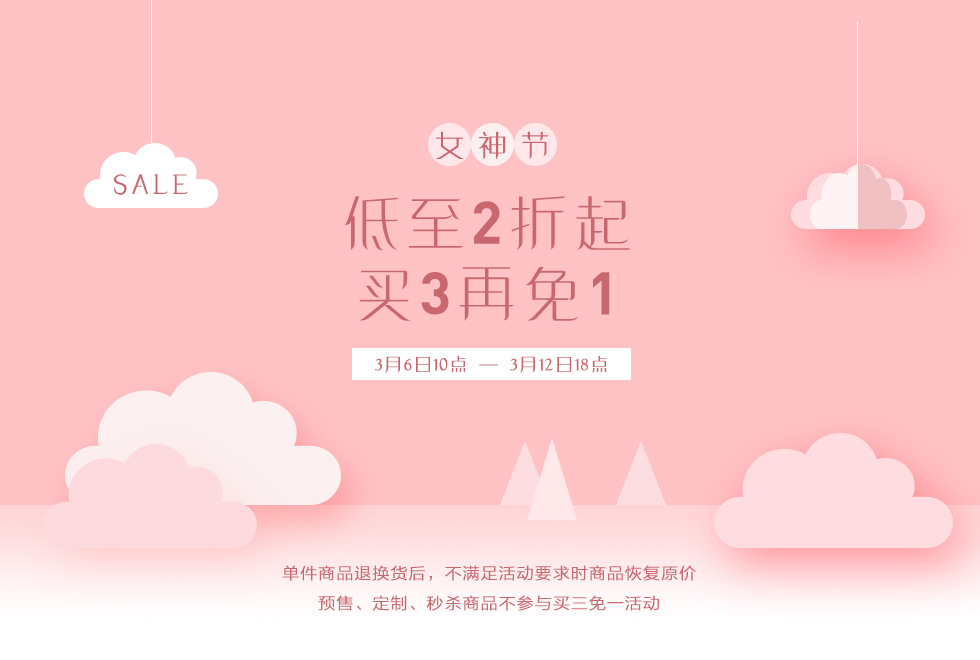 女神节
SALE
低至2折起
买3再免1
3月6日10点 — 3月12日18点
单件商品退换货后，不满足活动要求时商品恢复原价
预售、定制、秒杀商品不参与买三免一活动